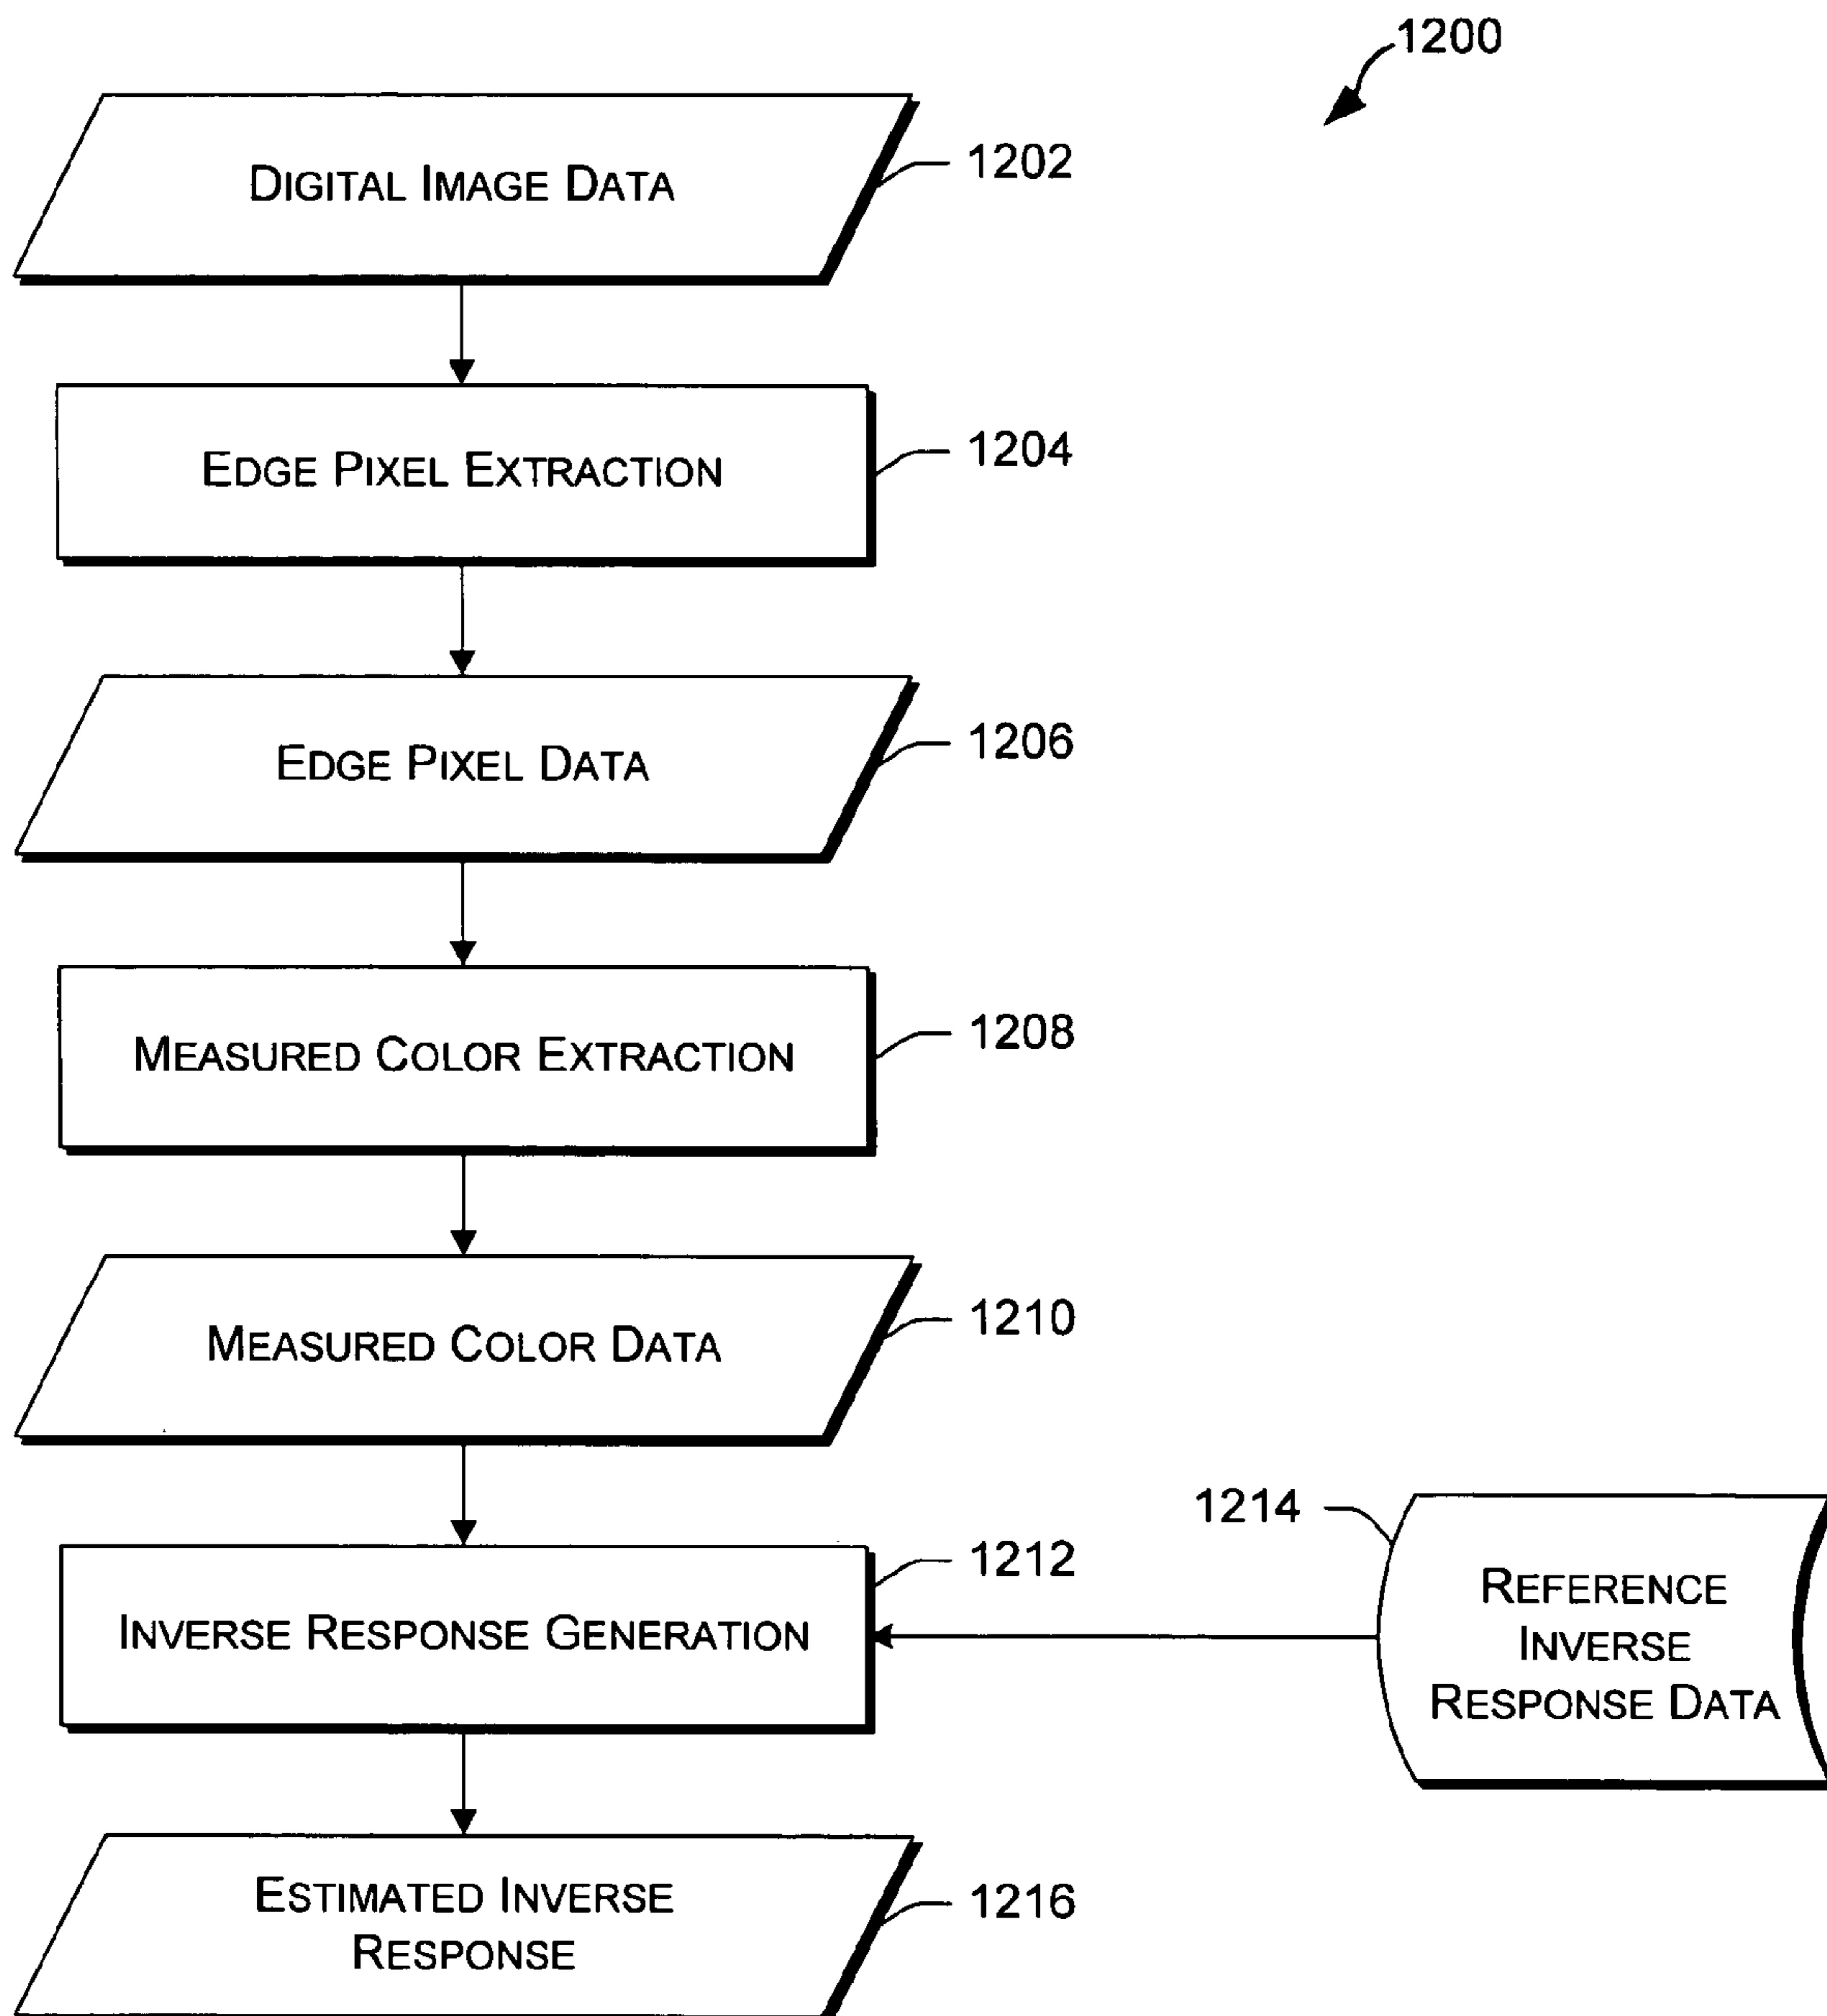 1200
DIGITAL IMAGE DATA
1202
EDGE PIXEL EXTRACTION
1204
EDGE PIXEL DATA
1206
MEASURED COLOR EXTRACTION
1208
MEASURED COLOR DATA
1210
INVERSE RESPONSE GENERATION
1212
1214
REFERENCE
INVERSE
RESPONSE DATA
ESTIMATED INVERSE
RESPONSE
1216